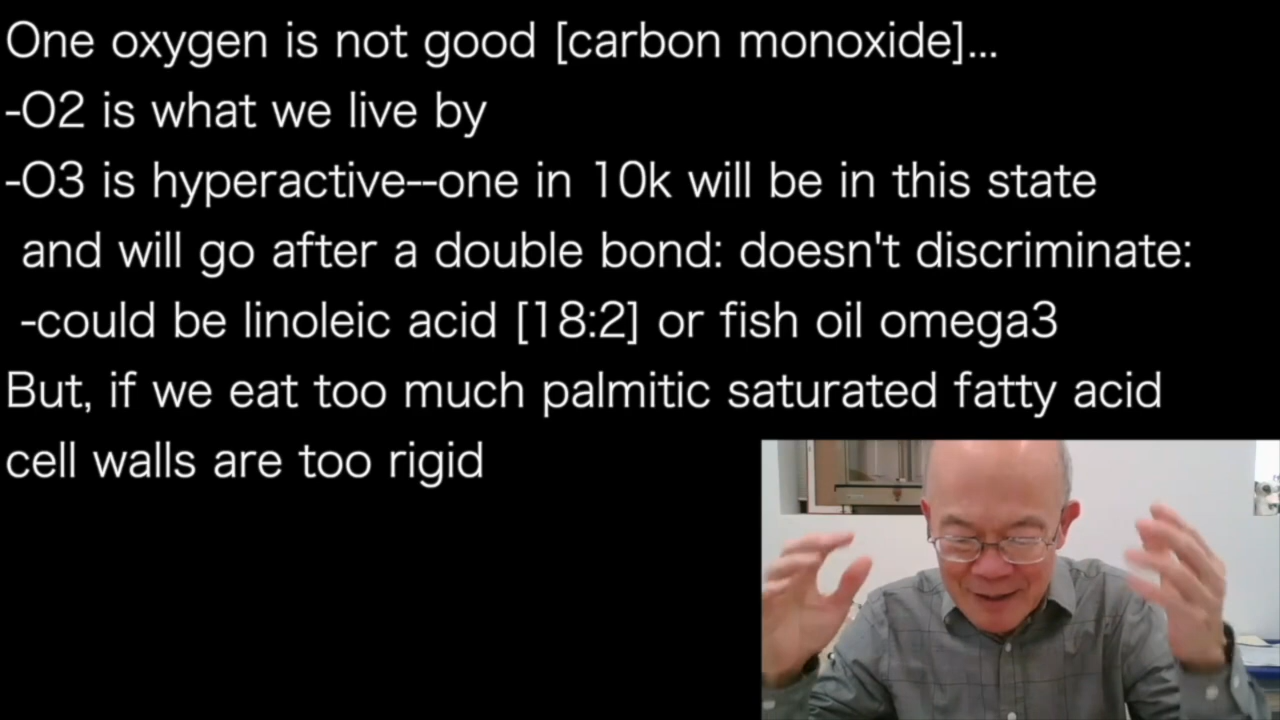 One oxygen is not good [carbon monoxide]...
-O2 is what we live by
-O3 is hyperactive--one in 10k will be in this state
and will go after a double bond: doesn't discriminate:
-could be linoleic acid [18:2] or fish oil omega3
But, if we eat too much palmitic saturated fatty acid
cell walls are too rigid